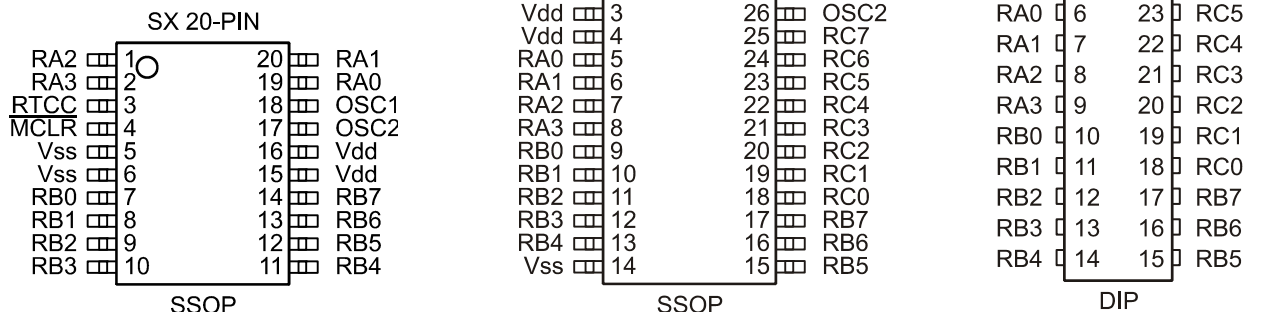 SX 20-PIN
RA2 1 20 RA1
RA3 2 19 RA0
RTCC 3 18 OSC1
MCLR 4 17 OSC2
Vss 5 16 Vdd
Vss 6 15 Vdd
RB0 7 14 RB7
RB1 8 13 RB6
RB2 9 12 RB5
RB3 10 11 RB4
SSOP
Vdd 3 26 OSC2
Vdd 4 25 RC7
RA0 5 24 RC6
RA1 6 23 RC5
RA2 7 22 RC4
RA3 8 21 RC3
RB0 9 20 RC2
RB1 10 19 RC1
RB2 11 18 RC0
RB3 12 17 RB7
RB4 13 16 RB6
Vss 14 15 RB5
SSOP
RA0 6 23 RC5
RA1 7 22 RC4
RA2 8 21 RC3
RA3 9 20 RC2
RB0 10 19 RC1
RB1 11 18 RC0
RB2 12 17 RB7
RB3 13 16 RB6
RB4 14 15 RB5
DIP